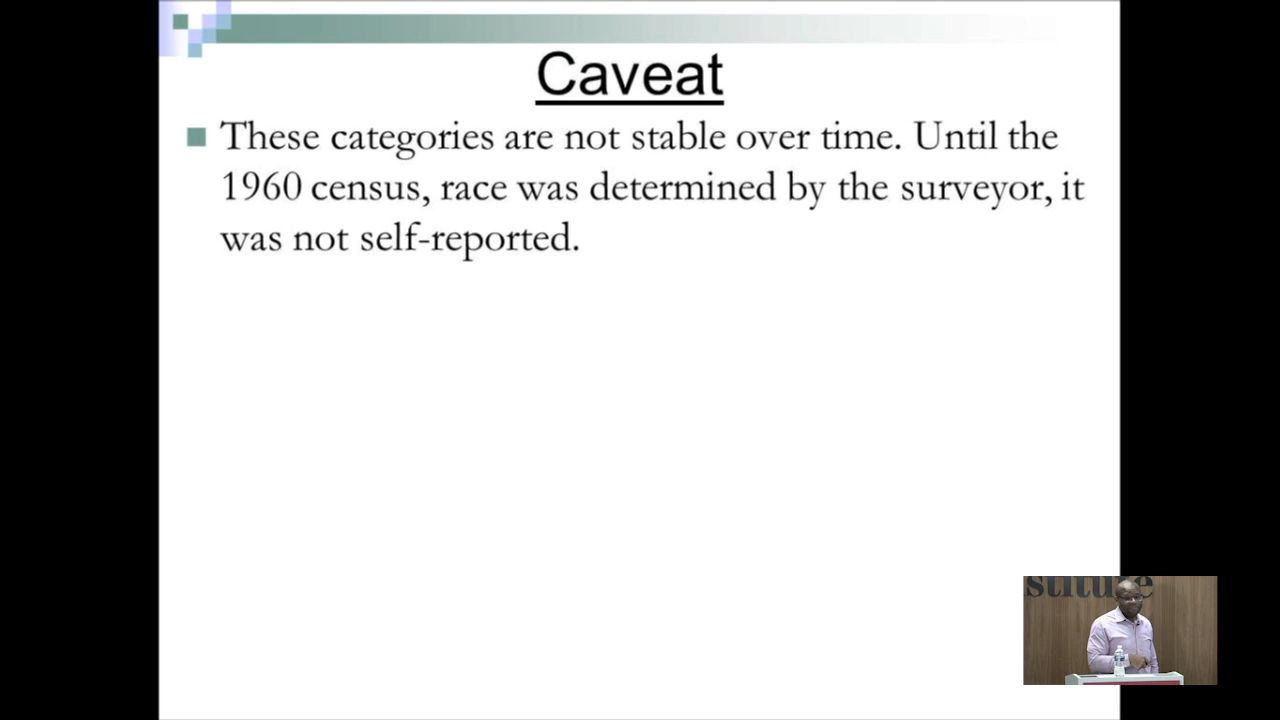 Caveat
These categories are not stable over time. Until the
1960 census, race was determined by the surveyor, it
was not self-reported.
stitute